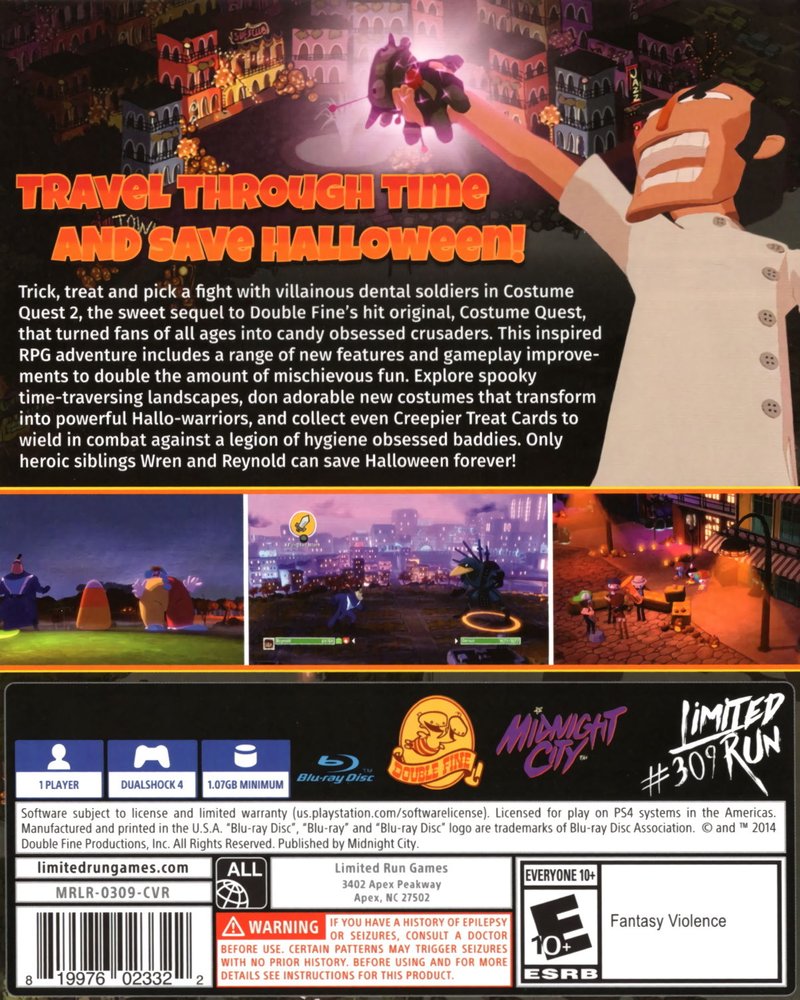 TRAVEL THROUGH TIME
AND SAVE HALLOWEEN!
Trick, treat and pick a fight with villainous dental soldiers in Costume
Quest 2, the sweet sequel to Double Fine's hit original, Costume Quest,
that turned fans of all ages into candy obsessed crusaders. This inspired
RPG adventure includes a range of new features and gameplay improve-
ments to double the amount of mischievous fun. Explore spooky
time-traversing landscapes, don adorable new costumes that transform
into powerful Hallo-warriors, and collect even Creepier Treat Cards to
wield in combat against a legion of hygiene obsessed baddies. Only
heroic siblings Wren and Reynold can save Halloween forever!
1 PLAYER
DUALSHOCK 4
1.07GB MINIMUM
Blu-ray Disc™
DOUBLE FINE
MIDNIGHT CITY™
LIMITED RUN
#309
Software subject to license and limited warranty (us.playstation.com/softwarelicense). Licensed for play on PS4 systems in the Americas.
Manufactured and printed in the U.S.A. "Blu-ray Disc", "Blu-ray" and "Blu-ray Disc" logo are trademarks of Blu-ray Disc Association. © and ™ 2014
Double Fine Productions, Inc. All Rights Reserved. Published by Midnight City.
limitedrungames.com
MRLR-0309-CVR
8 19976 02332 2
ALL
Limited Run Games
3402 Apex Peakway
Apex, NC 27502
WARNING IF YOU HAVE A HISTORY OF EPILEPSY
OR SEIZURES, CONSULT A DOCTOR
BEFORE USE. CERTAIN PATTERNS MAY TRIGGER SEIZURES
WITH NO PRIOR HISTORY. BEFORE USING AND FOR MORE
DETAILS SEE INSTRUCTIONS FOR THIS PRODUCT.
EVERYONE 10+
E
10+
ESRB
Fantasy Violence